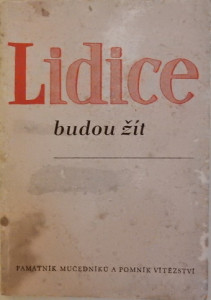 Lidice
budou žít
PAMÁTNÍK MUČEDNÍKŮ A POMNÍK VÍTĚZSTVÍ